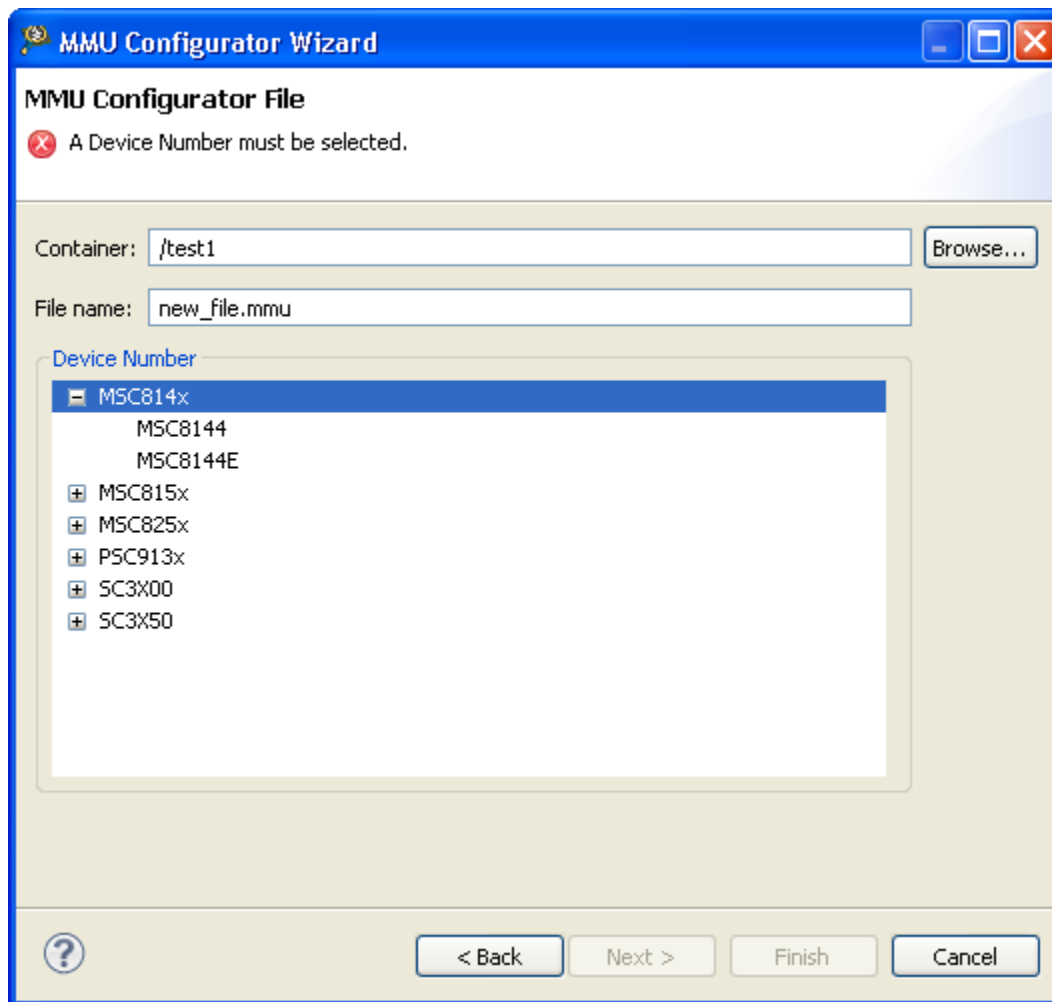 MMU Configurator Wizard
MMU Configurator File
A Device Number must be selected.
Container: /test1 Browse...
File name: new_file.mmu
Device Number
MSC814x
MSC8144
MSC8144E
MSC815x
MSC825x
PSC913x
SC3X00
SC3X50
< Back Next > Finish Cancel